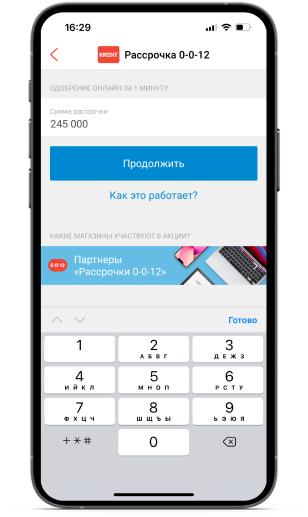 16:29
KREDIT Рассрочка 0-0-12
ОДОБРЕНИЕ ОНЛАЙН ЗА 1 МИНУТУ
Сумма рассрочки
245 000
Продолжить
Как это работает?
КАКИЕ МАГАЗИНЫ УЧАСТВУЮТ В АКЦИИ?
0-0-12
Партнеры
«Рассрочки 0-0-12»
Готово
1 2 3
АБВГ ДЕЖЗ
4 5 6
ИЙКЛ МНОП РСТУ
7 8 9
ФХЦЧ ШЩЪЫ ЬЭЮЯ
+*# 0